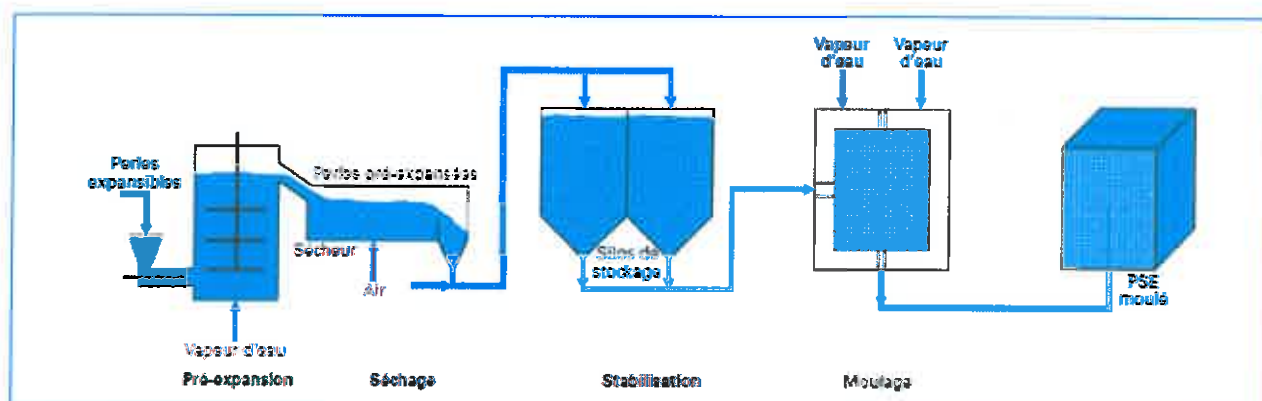 Vapeur
d'eau
Vapeur
d'eau
Perles
expansibles
Perles pré-expansées
Sécheur
Air
Silos de
stockage
PSE
moulé
Vapeur d'eau
Pré-expansion
Séchage
Stabilisation
Moulage